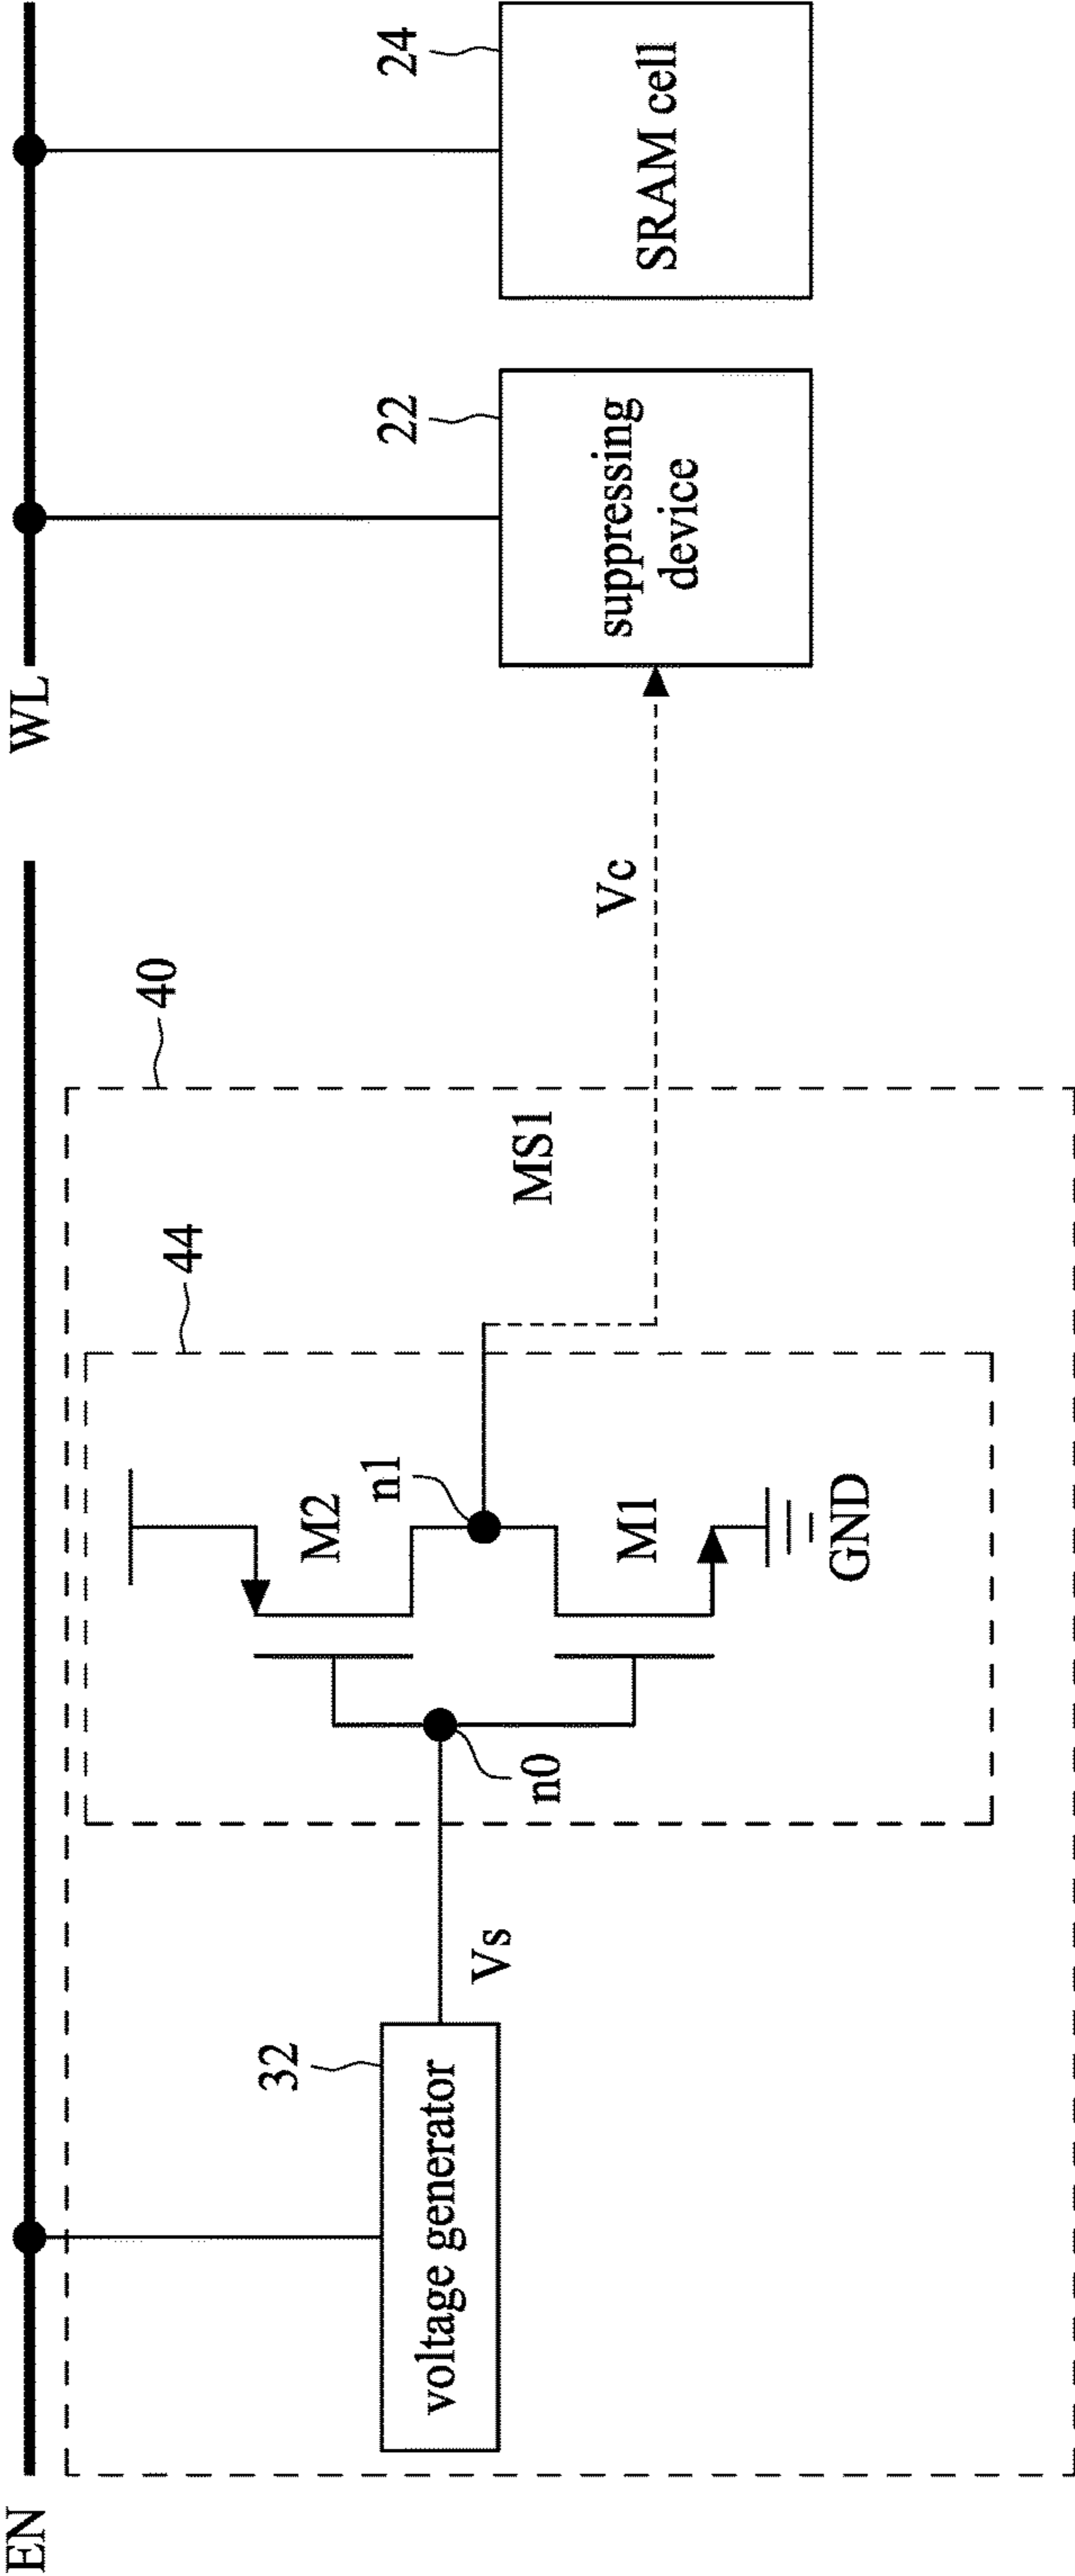 EN
WL
40
44
32
voltage generator
Vs
n0
M2
n1
M1
GND
MS1
Vc
22
suppressing
device
24
SRAM cell